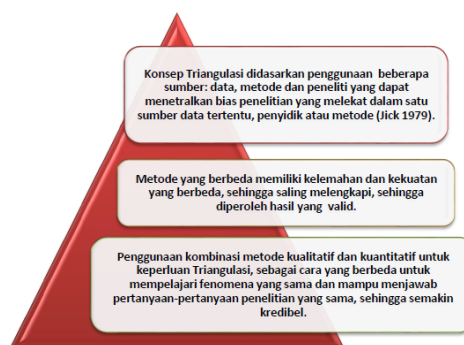 Konsep Triangulasi didasarkan penggunaan beberapa
sumber: data, metode dan peneliti yang dapat
menetralkan bias penelitian yang melekat dalam satu
sumber data tertentu, penyidik atau metode (Jick 1979).
Metode yang berbeda memiliki kelemahan dan kekuatan
yang berbeda, sehingga saling melengkapi, sehingga
diperoleh hasil yang valid.
Penggunaan kombinasi metode kualitatif dan kuantitatif untuk
keperluan Triangulasi, sebagai cara yang berbeda untuk
mempelajari fenomena yang sama dan mampu menjawab
pertanyaan-pertanyaan penelitian yang sama, sehingga semakin
kredibel.